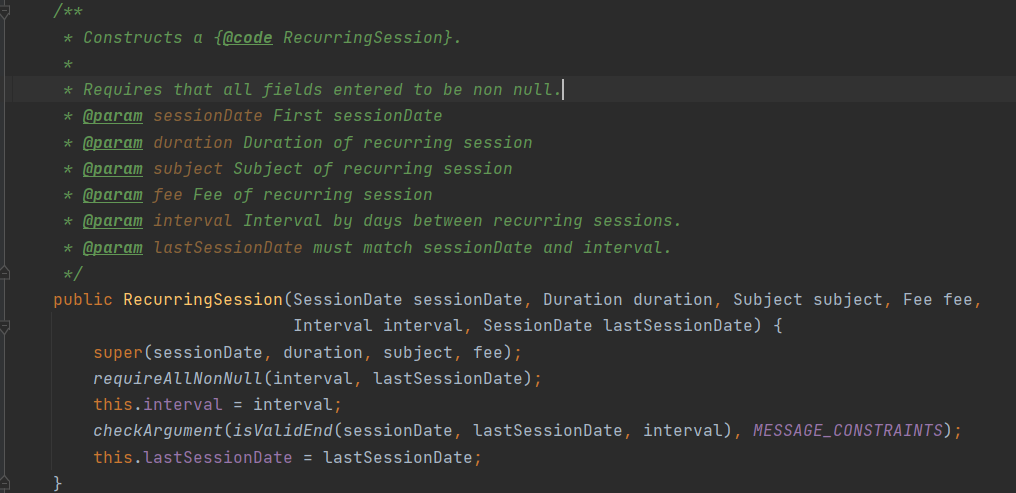 /**
 * Constructs a {@code RecurringSession}.
 *
 * Requires that all fields entered to be non null.
 * @param sessionDate First sessionDate
 * @param duration Duration of recurring session
 * @param subject Subject of recurring session
 * @param fee Fee of recurring session
 * @param interval Interval by days between recurring sessions.
 * @param lastSessionDate must match sessionDate and interval.
 */
public RecurringSession(SessionDate sessionDate, Duration duration, Subject subject, Fee fee,
                        Interval interval, SessionDate lastSessionDate) {
    super(sessionDate, duration, subject, fee);
    requireAllNonNull(interval, lastSessionDate);
    this.interval = interval;
    checkArgument(isValidEnd(sessionDate, lastSessionDate, interval), MESSAGE_CONSTRAINTS);
    this.lastSessionDate = lastSessionDate;
}